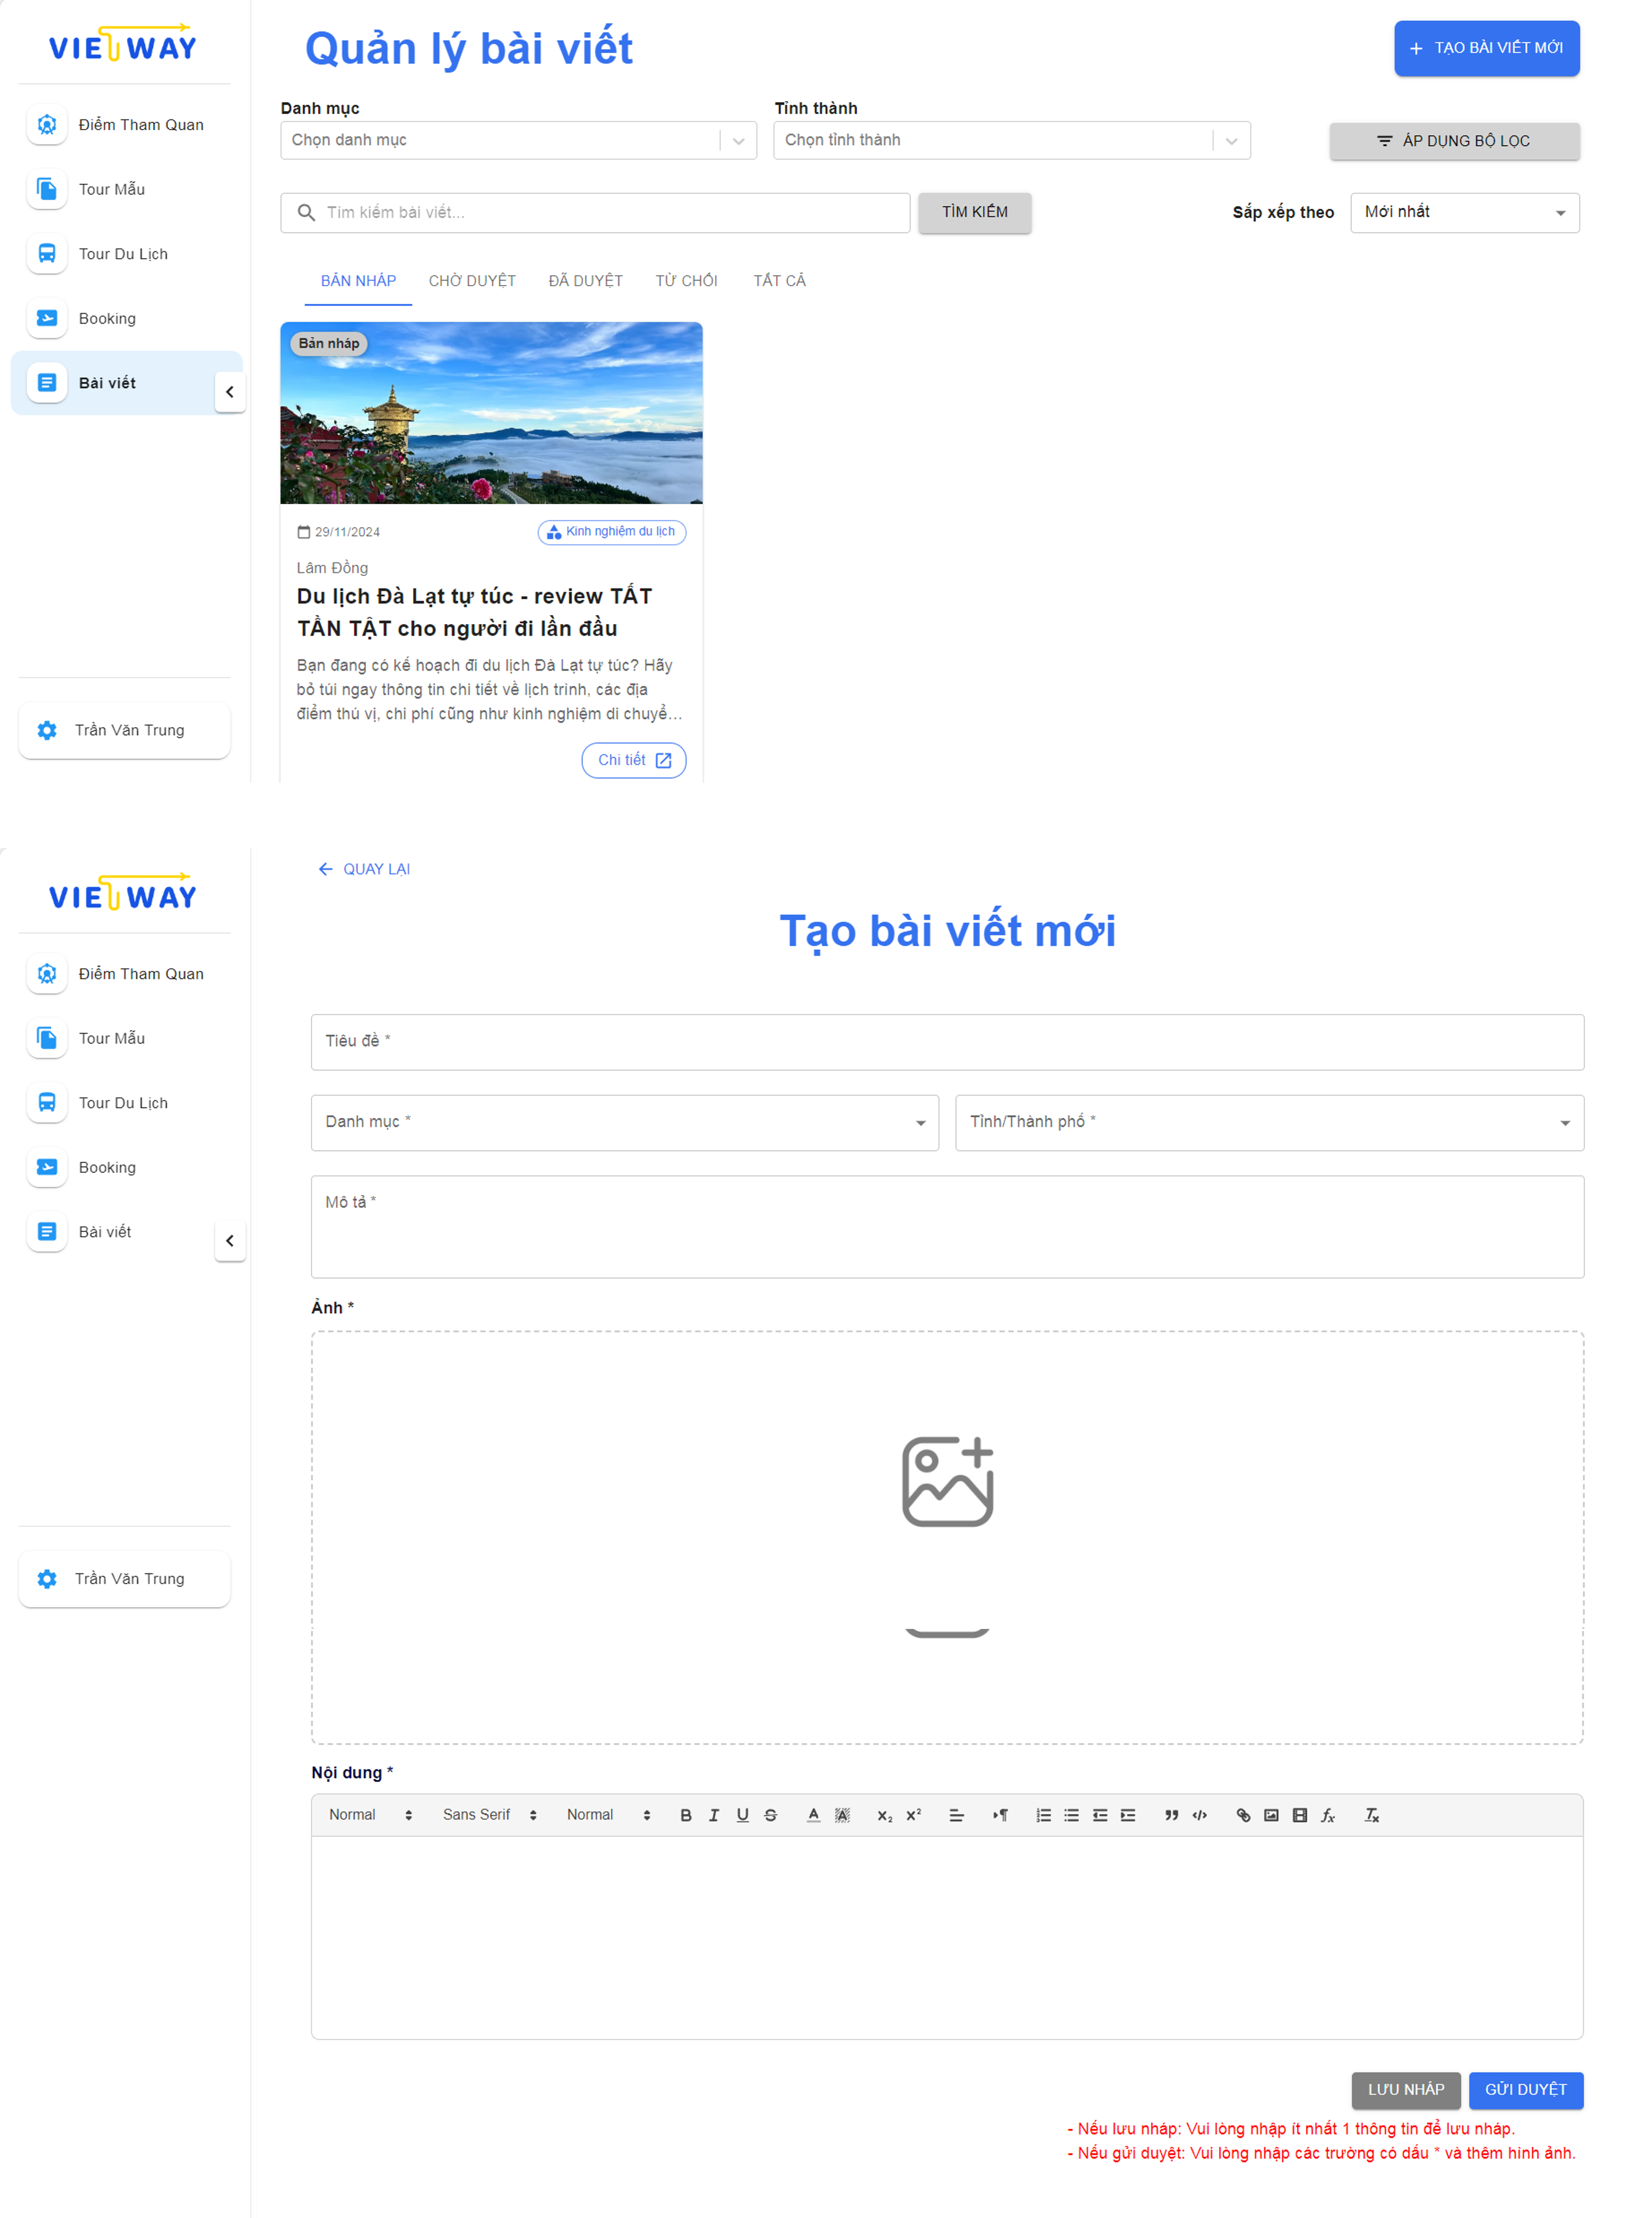 VIETWAY
Quản lý bài viết
TẠO BÀI VIẾT MỚI
Điểm Tham Quan
Tour Mẫu
Tour Du Lịch
Booking
Bài viết
Trần Văn Trung
Danh mục
Tỉnh thành
Chọn danh mục
Chọn tỉnh thành
ÁP DỤNG BỘ LỌC
Tìm kiếm bài viết...
TÌM KIẾM
Sắp xếp theo
Mới nhất
BẢN NHÁP
CHỜ DUYỆT
ĐÃ DUYỆT
TỪ CHỐI
TẤT CẢ
Bản nháp
29/11/2024
Kinh nghiệm du lịch
Lâm Đồng
Du lịch Đà Lạt tự túc - review TẤT
TẦN TẬT cho người đi lần đầu
Bạn đang có kế hoạch đi du lịch Đà Lạt tự túc? Hãy
bỏ túi ngay thông tin chi tiết về lịch trình, các địa
điểm thú vị, chi phí cũng như kinh nghiệm di chuyể...
Chi tiết
VIETWAY
Điểm Tham Quan
Tour Mẫu
Tour Du Lịch
Booking
Bài viết
Trần Văn Trung
QUAY LẠI
Tạo bài viết mới
Tiêu đề *
Danh mục *
Tỉnh/Thành phố *
Mô tả *
Ảnh *
Nội dung *
Normal
Sans Serif
Normal
LƯU NHÁP
GỬI DUYỆT
- Nếu lưu nháp: Vui lòng nhập ít nhất 1 thông tin để lưu nháp.
- Nếu gửi duyệt: Vui lòng nhập các trường có dấu * và thêm hình ảnh.